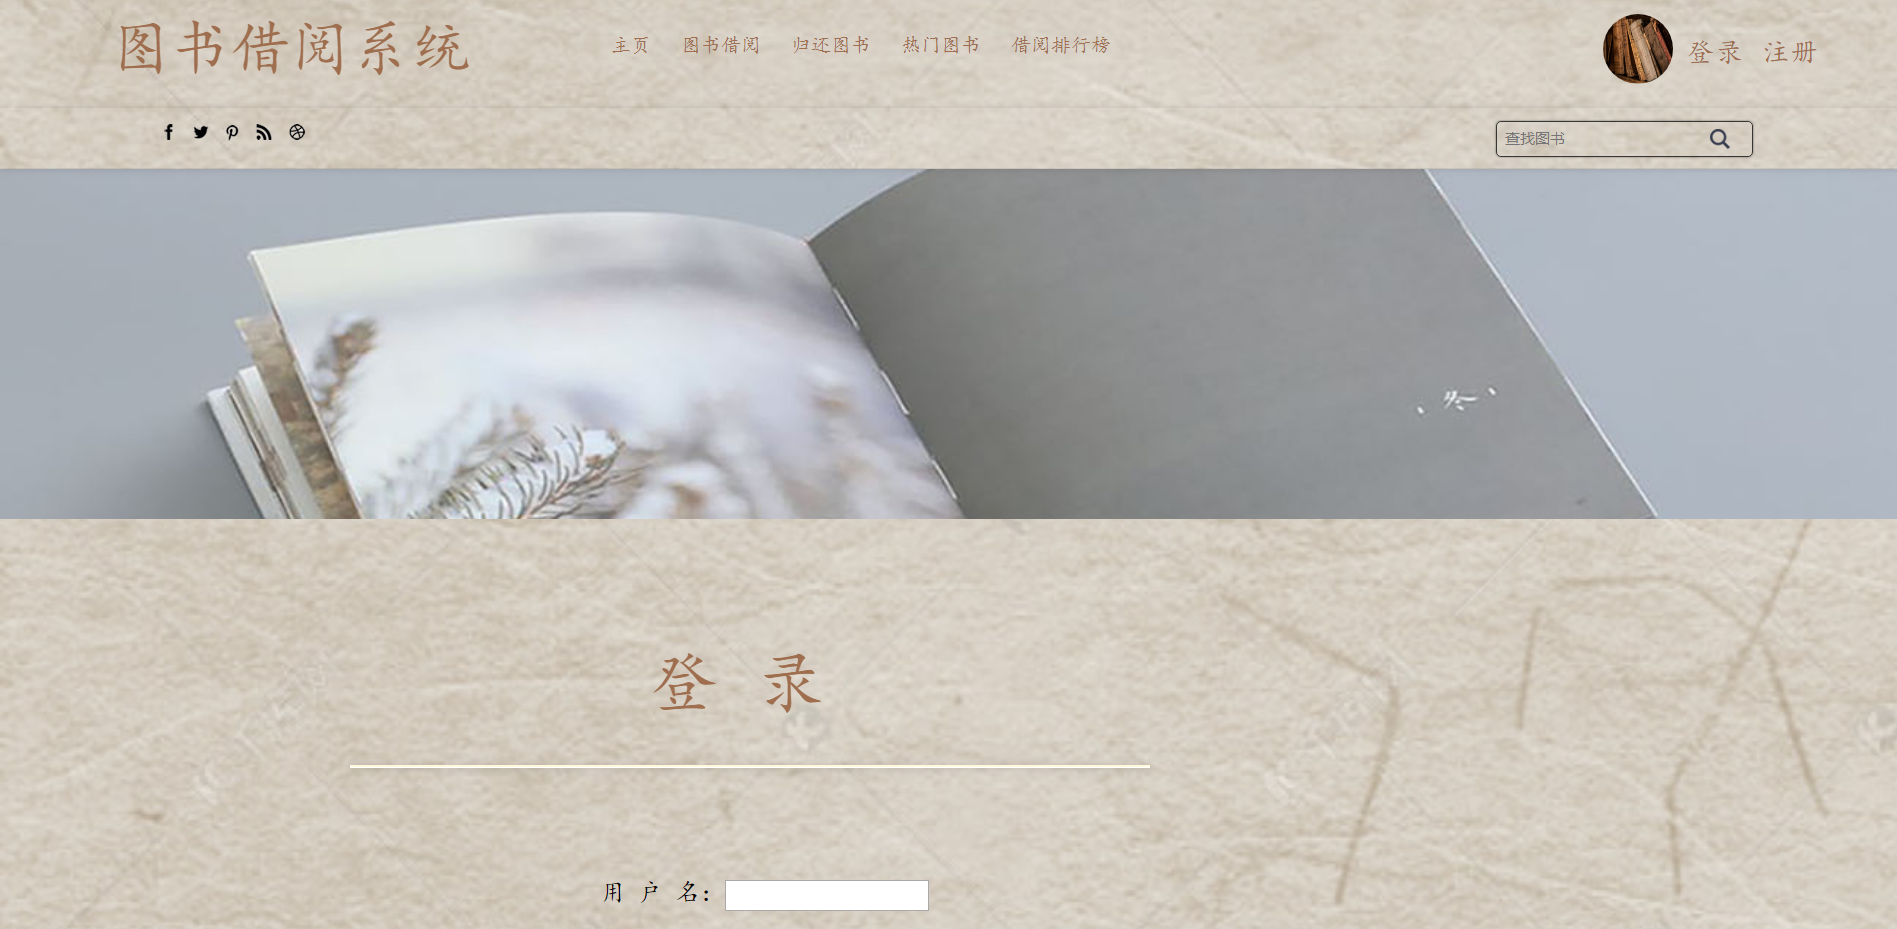 图书借阅系统
主页 图书借阅 归还图书 热门图书 借阅排行榜
登录 注册
查找图书
、冬、
登 录
用 户 名：